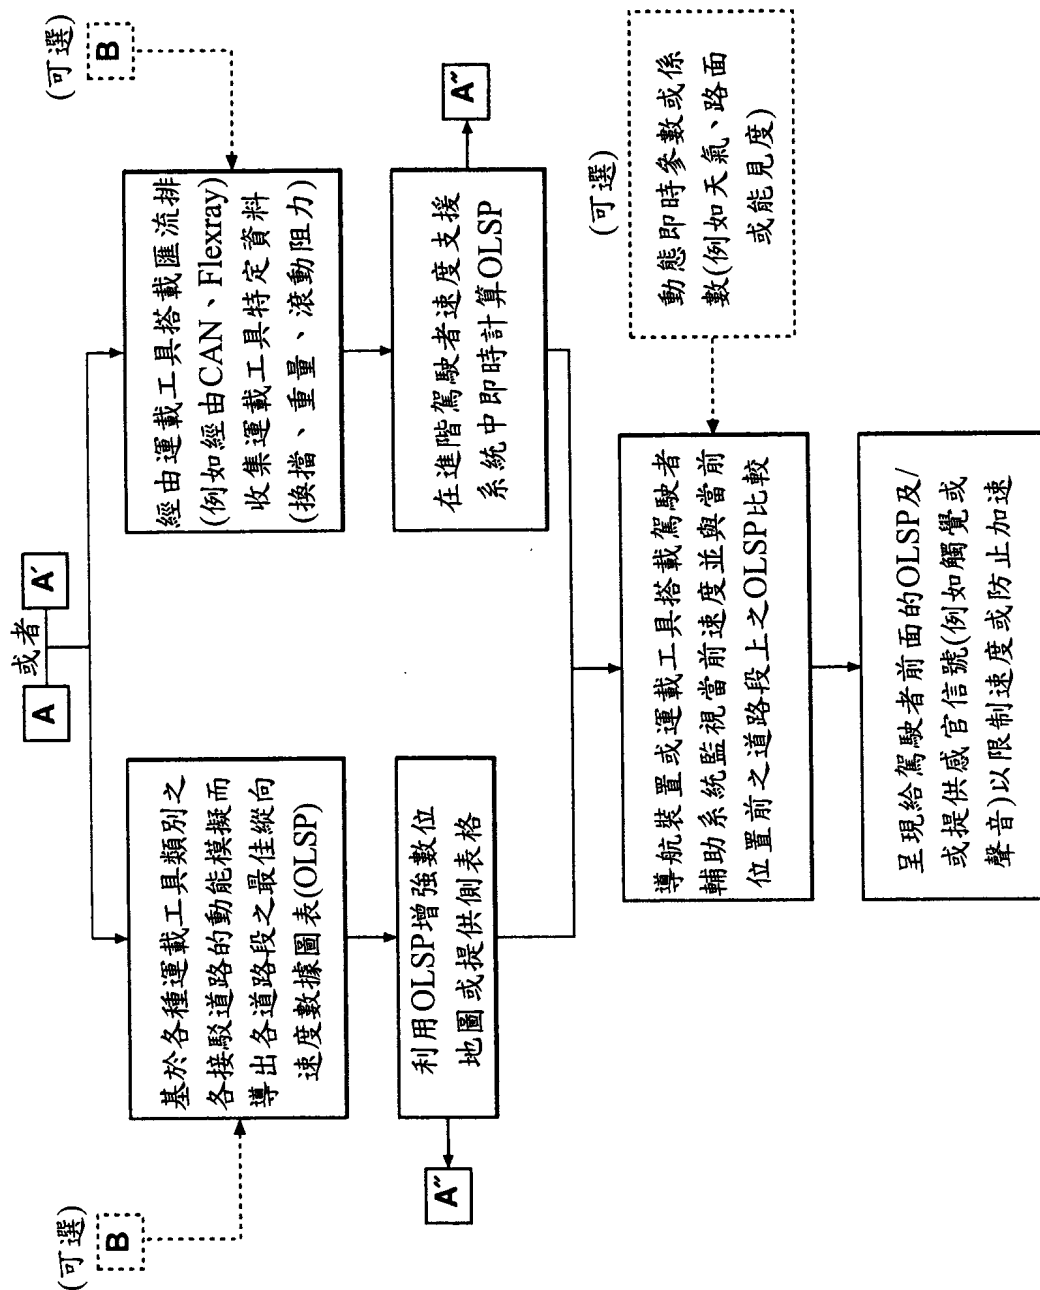 A
或者
A′
(可選)
B
基於各種運載工具類別之
各接駁道路的動能模擬而
導出各道路段之最佳縱向
速度數據圖表(OLSP)
(可選)
B
經由運載工具搭載匯流排
(例如經由CAN、Flexray)
收集運載工具特定資料
(換擋、重量、滾動阻力)
A″
利用OLSP增強數位
地圖或提供側表格
在進階駕駛者速度支援
系統中即時計算OLSP
A″
導航裝置或運載工具搭載駕駛者
輔助系統監視當前速度並與當前
位置前之道路段上之OLSP比較
(可選)
動態即時參數或係
數(例如天氣、路面
或能見度)
呈現給駕駛者前面的OLSP及/
或提供感官信號(例如觸覺或
聲音)以限制速度或防止加速